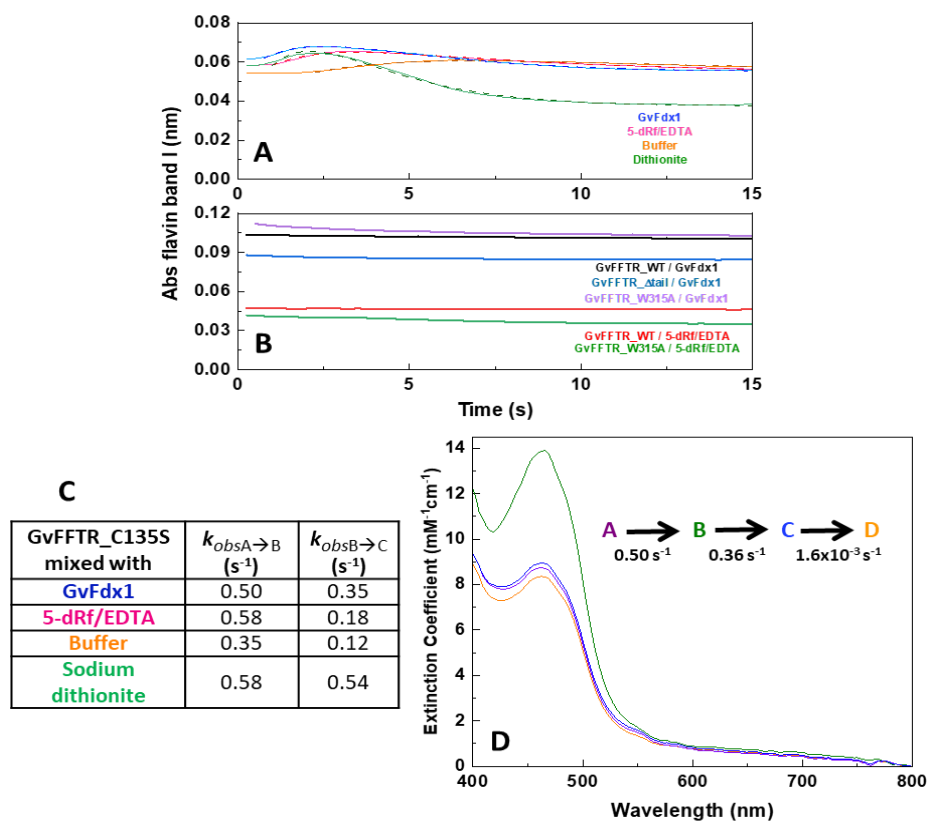 Abs flavin band I (nm)
0.08
0.06
0.04
0.02
0.00
A
GvFdx1
5-dRf/EDTA
Buffer
Dithionite
0
5
10
15
0.12
0.09
0.06
0.03
0.00
B
GvFFTR_WT / GvFdx1
GvFFTR_Δtail / GvFdx1
GvFFTR_W315A / GvFdx1
GvFFTR_WT / 5-dRf/EDTA
GvFFTR_W315A / 5-dRf/EDTA
0
5
10
15
Time (s)
C
GvFFTR_C135S mixed with
kobsA→B (s-1)
kobsB→C (s-1)
GvFdx1 0.50 0.35
5-dRf/EDTA 0.58 0.18
Buffer 0.35 0.12
Sodium dithionite 0.58 0.54
Extinction Coefficient (mM-1cm-1)
14
12
10
8
6
4
2
0
A B C D
0.50 s-1 0.36 s-1 1.6x10-3 s-1
D
400 500 600 700 800
Wavelength (nm)